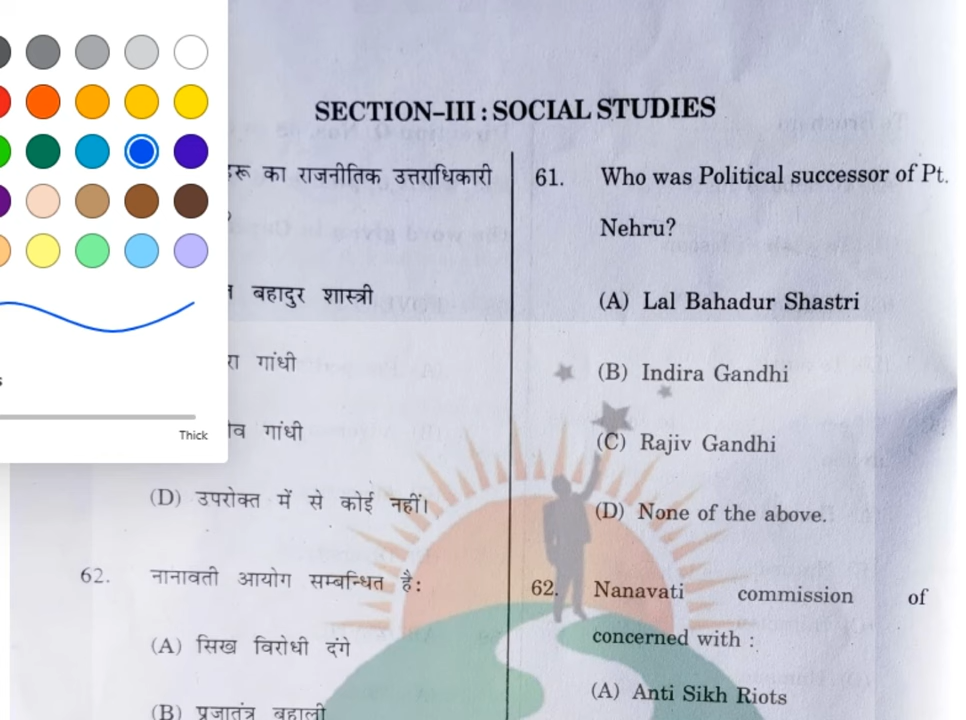 SECTION–III : SOCIAL STUDIES
का राजनीतिक उत्तराधिकारी
बहादुर शास्त्री
गांधी
गांधी
(D) उपरोक्त में से कोई नहीं।
62. नानावती आयोग सम्बन्धित है:
(A) सिख विरोधी दंगे
(B) प्रजातंत्र बहाली
61. Who was Political successor of Pt.
Nehru?
(A) Lal Bahadur Shastri
(B) Indira Gandhi
(C) Rajiv Gandhi
(D) None of the above.
62. Nanavati commission of
concerned with :
(A) Anti Sikh Riots
Thick